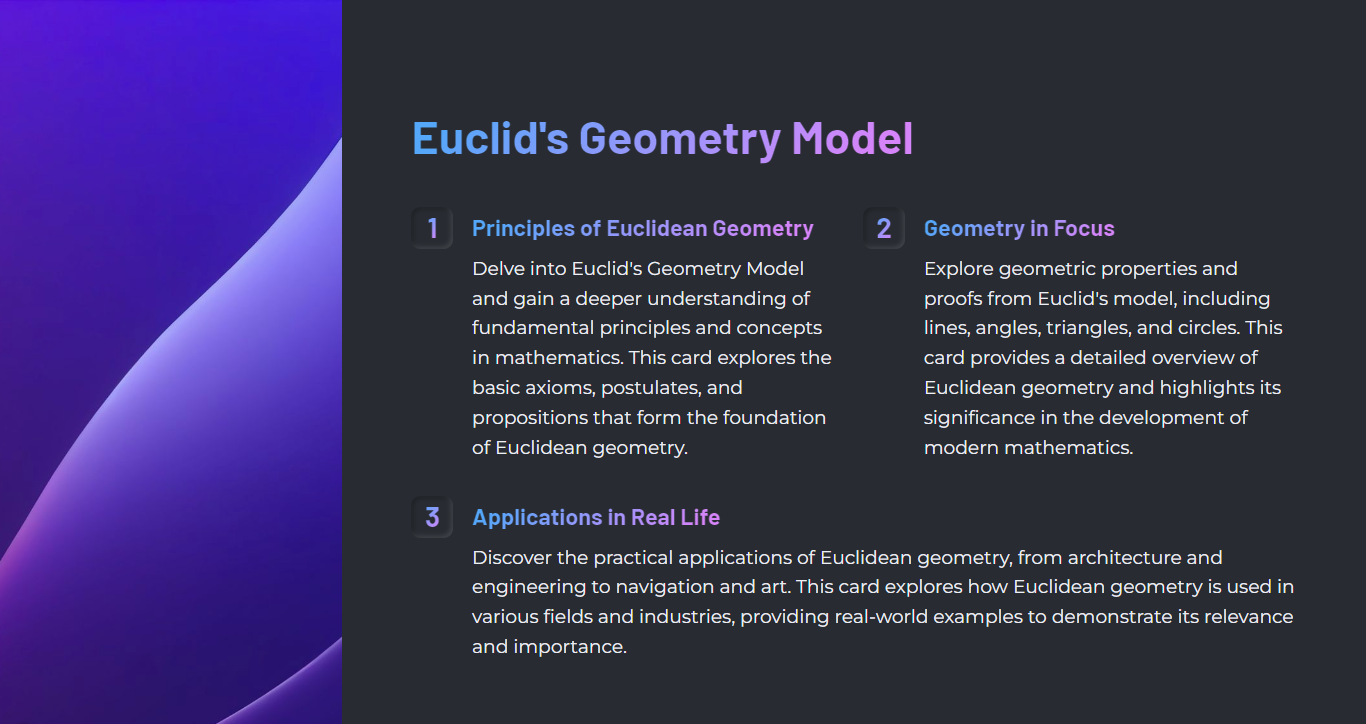 Euclid's Geometry Model
1
Principles of Euclidean Geometry
Delve into Euclid's Geometry Model
and gain a deeper understanding of
fundamental principles and concepts
in mathematics. This card explores the
basic axioms, postulates, and
propositions that form the foundation
of Euclidean geometry.
2
Geometry in Focus
Explore geometric properties and
proofs from Euclid's model, including
lines, angles, triangles, and circles. This
card provides a detailed overview of
Euclidean geometry and highlights its
significance in the development of
modern mathematics.
3
Applications in Real Life
Discover the practical applications of Euclidean geometry, from architecture and
engineering to navigation and art. This card explores how Euclidean geometry is used in
various fields and industries, providing real-world examples to demonstrate its relevance
and importance.